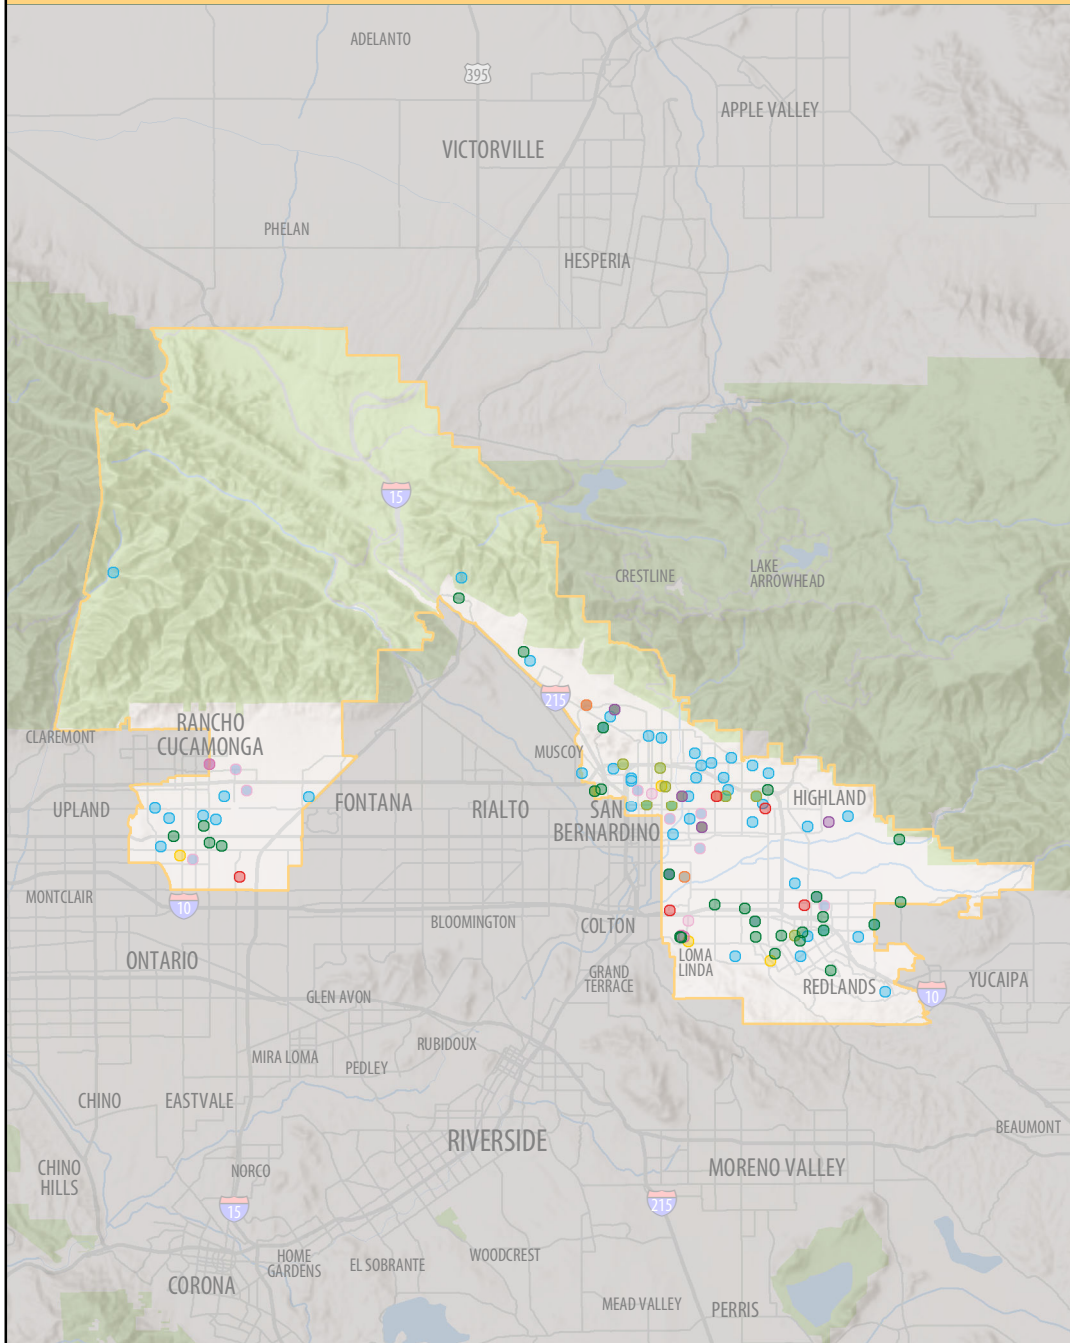 ADELANTO
395
APPLE VALLEY
VICTORVILLE
PHELAN
HESPERIA
15
CRESTLINE
LAKE
ARROWHEAD
215
RANCHO
CUCAMONGA
CLAREMONT
MUSCOY
UPLAND
FONTANA
RIALTO
SAN
BERNARDINO
HIGHLAND
MONTCLAIR
10
BLOOMINGTON
COLTON
ONTARIO
LOMA
LINDA
GRAND
TERRACE
REDLANDS
10
YUCAIPA
GLEN AVON
RUBIDOUX
MIRA LOMA
PEDLEY
CHINO
EASTVALE
RIVERSIDE
BEAUMONT
CHINO
HILLS
NORCO
MORENO VALLEY
15
215
HOME
GARDENS
EL SOBRANTE
WOODCREST
CORONA
MEAD VALLEY
PERRIS